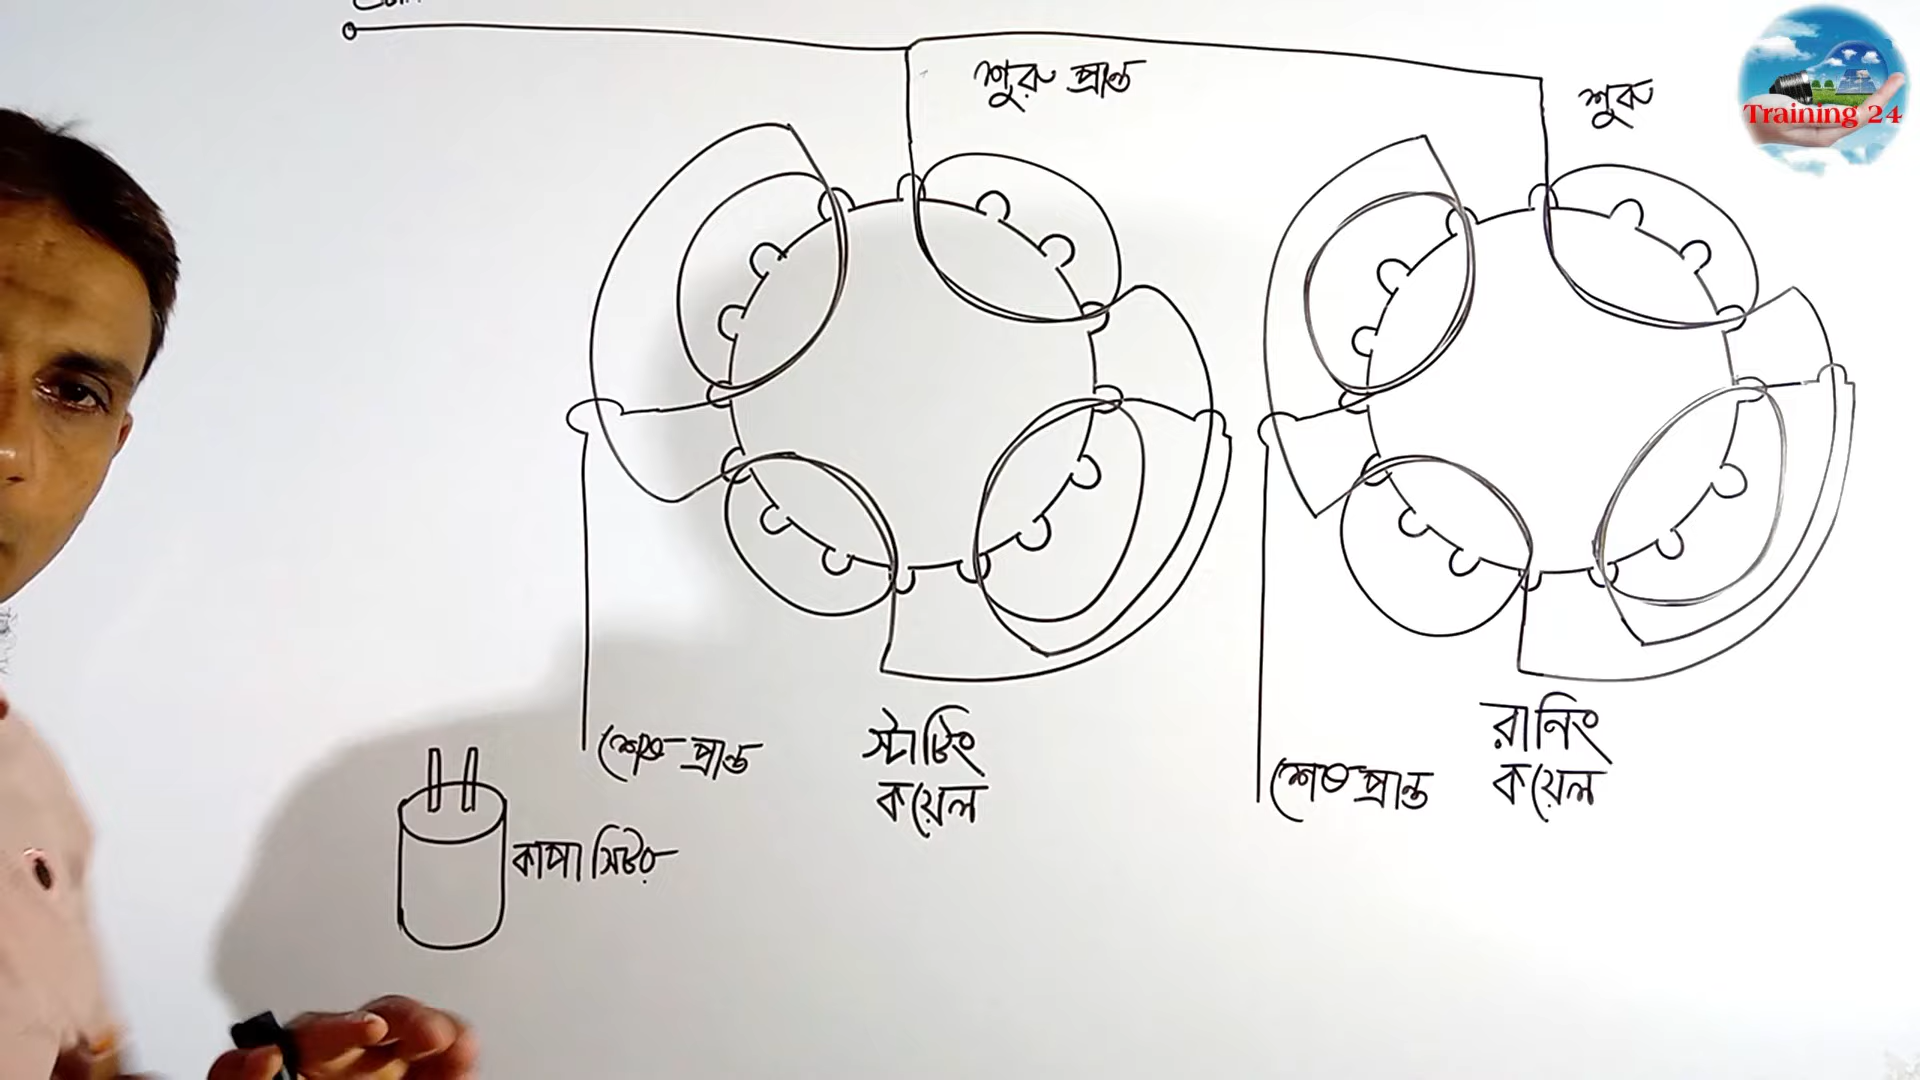 শুরু প্রান্ত
শুরু
Training 24
শেষ প্রান্ত
স্টার্টিং
কয়েল
শেষ প্রান্ত
রানিং
কয়েল
কাপাসিটর